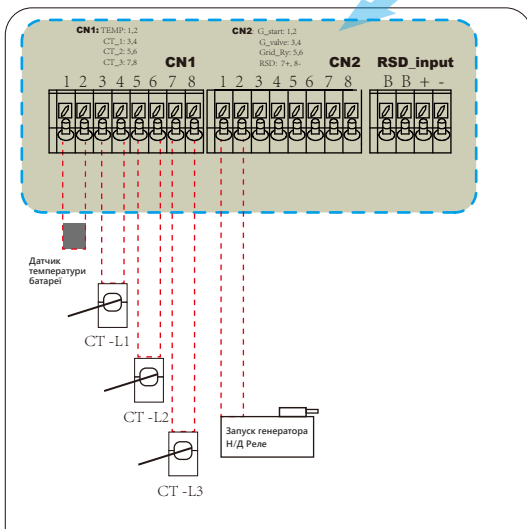 CN1: TEMP: 1,2
CT_1: 3,4
CT_2: 5,6
CT_3: 7,8
CN2: G_start: 1,2
G_valve: 3,4
Grid_Ry: 5,6
RSD: 7+, 8-
CN1
CN2
RSD_input
1 2 3 4 5 6 7 8
1 2 3 4 5 6 7 8
B B + -
Датчик
температури
батареї
CT -L1
CT -L2
CT -L3
Запуск генератора
Н/Д Реле